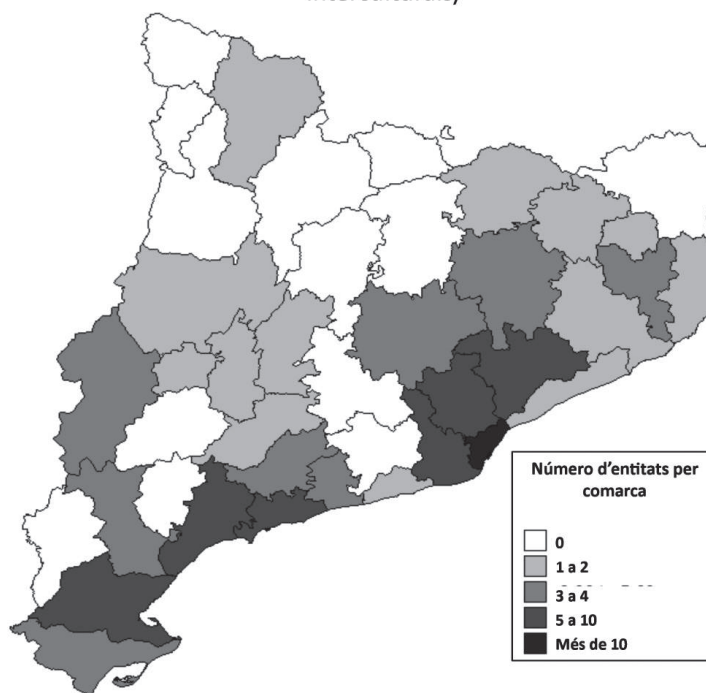 Número d'entitats per
comarca
0
1 a 2
3 a 4
5 a 10
Més de 10